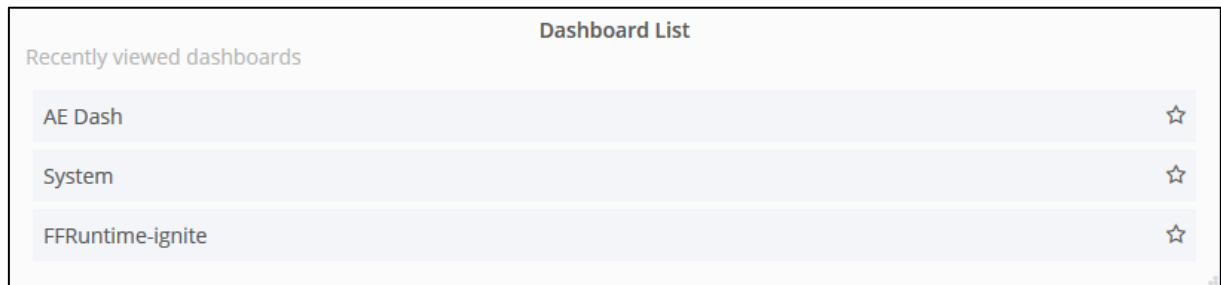 Dashboard List
Recently viewed dashboards
AE Dash
System
FFRuntime-ignite